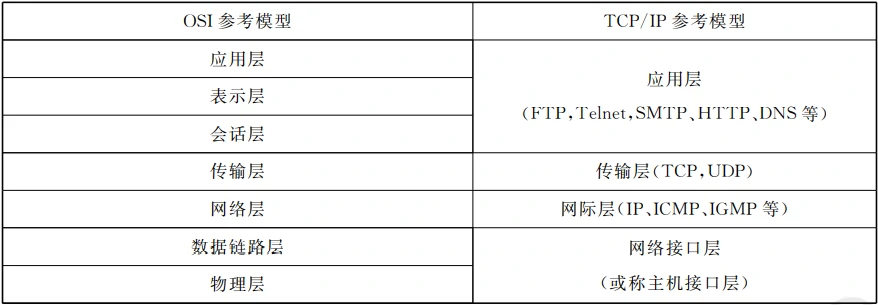 OSI 参考模型 TCP/IP 参考模型
应用层
表示层
会话层
应用层
(FTP,Telnet,SMTP、HTTP、DNS 等)
传输层 传输层(TCP,UDP)
网络层 网际层(IP、ICMP、IGMP 等)
数据链路层
物理层
网络接口层
(或称主机接口层)